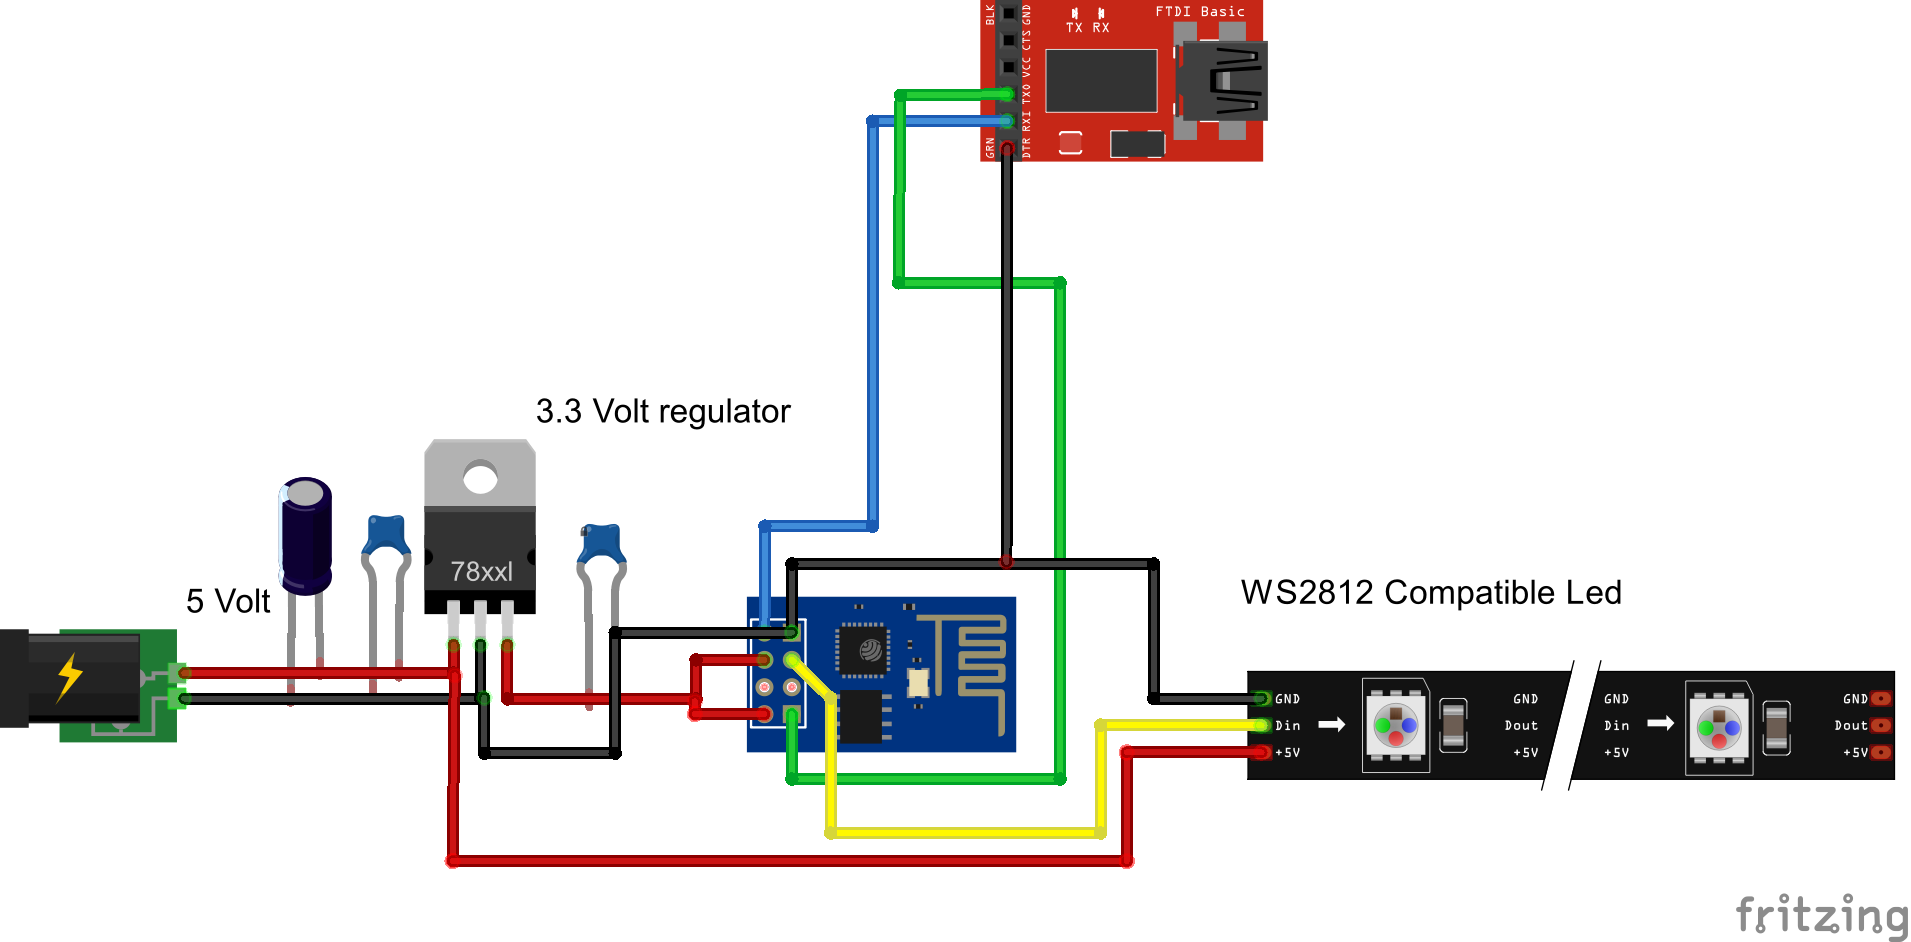 FTDI Basic
BLK
GND
CTS
VCC
TXO
RXI
DTR
GRN
TX RX
3.3 Volt regulator
78xxl
5 Volt
WS2812 Compatible Led
GND GND GND GND
Din Dout Din Dout
+5V +5V +5V +5V
fritzing